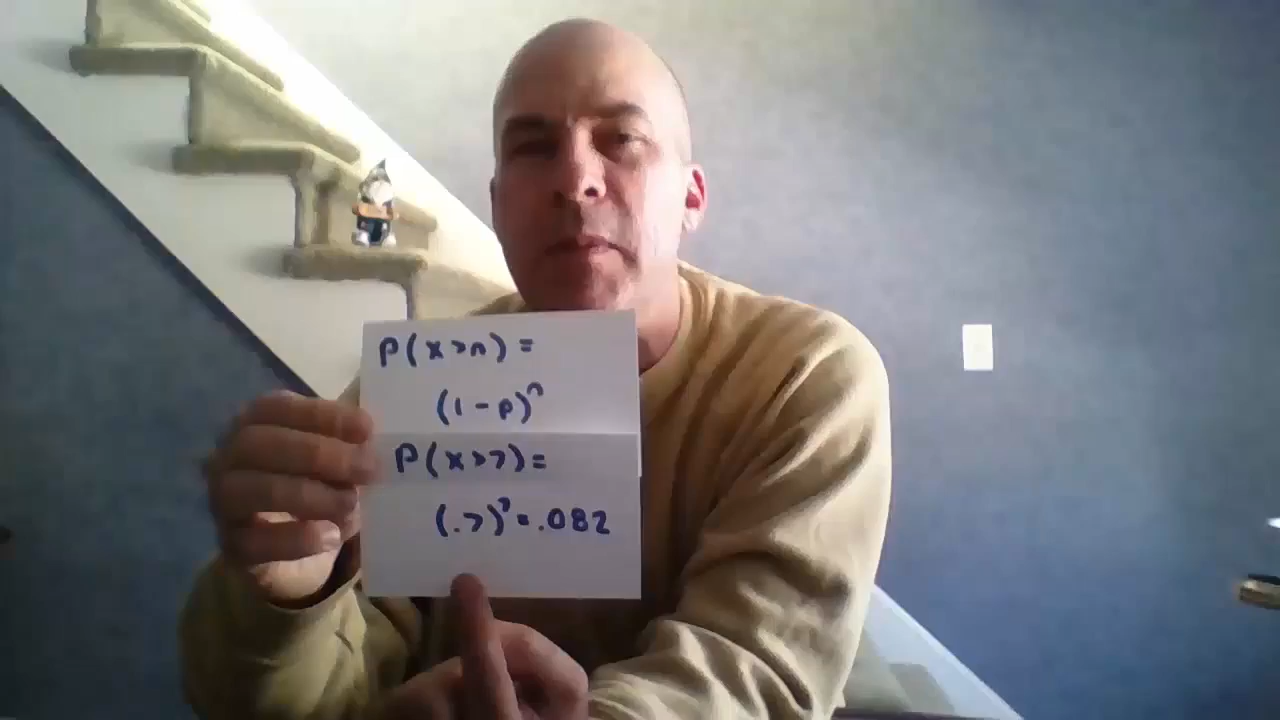 P(x>n)=
(1-p)ⁿ
P(x>7)=
(.7)⁷=.082